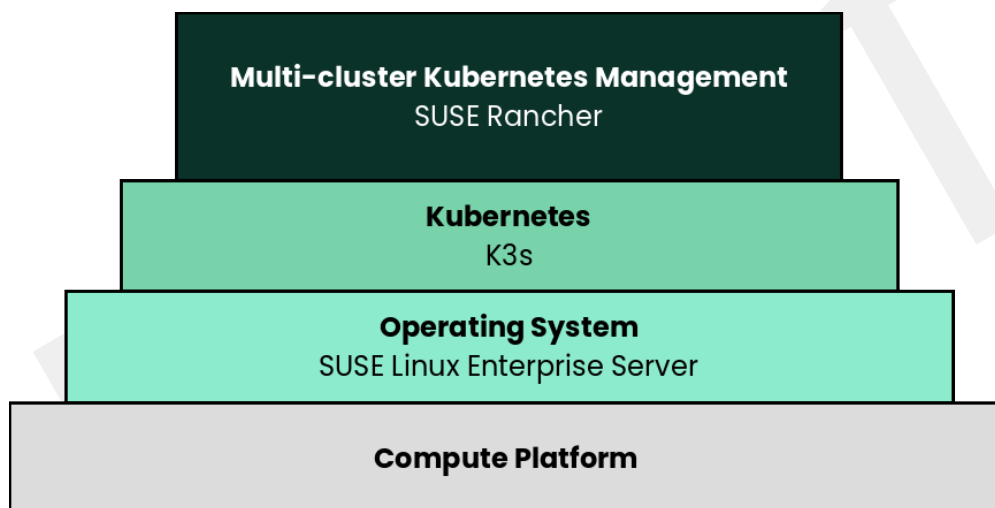 Multi-cluster Kubernetes Management
SUSE Rancher
Kubernetes
K3s
Operating System
SUSE Linux Enterprise Server
Compute Platform